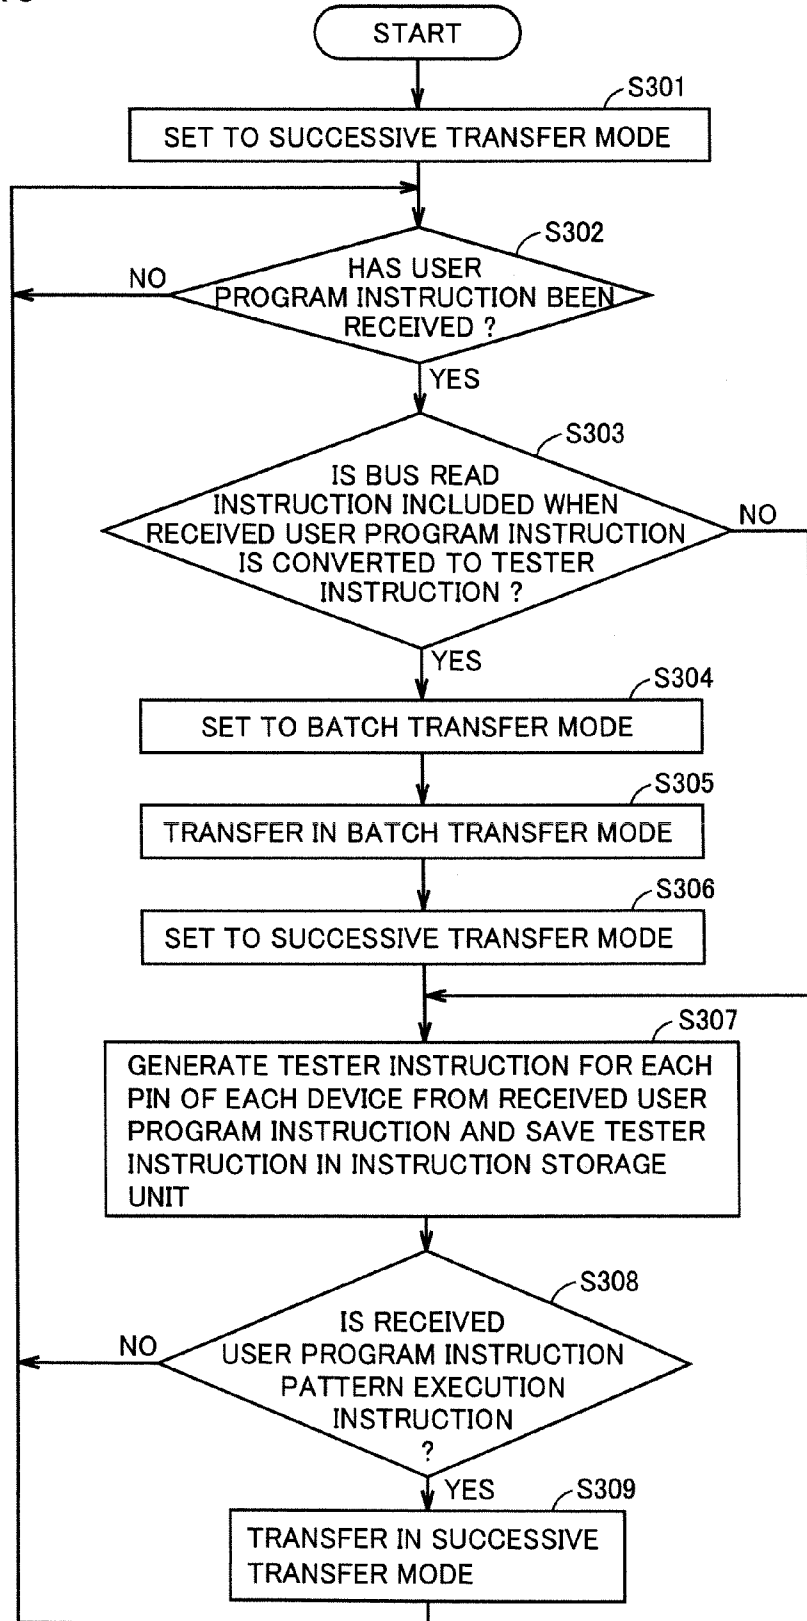 START
S301
SET TO SUCCESSIVE TRANSFER MODE
S302
HAS USER
PROGRAM INSTRUCTION BEEN
RECEIVED ?
NO
YES
S303
IS BUS READ
INSTRUCTION INCLUDED WHEN
RECEIVED USER PROGRAM INSTRUCTION
IS CONVERTED TO TESTER
INSTRUCTION ?
NO
YES
S304
SET TO BATCH TRANSFER MODE
S305
TRANSFER IN BATCH TRANSFER MODE
S306
SET TO SUCCESSIVE TRANSFER MODE
S307
GENERATE TESTER INSTRUCTION FOR EACH
PIN OF EACH DEVICE FROM RECEIVED USER
PROGRAM INSTRUCTION AND SAVE TESTER
INSTRUCTION IN INSTRUCTION STORAGE
UNIT
S308
IS RECEIVED
USER PROGRAM INSTRUCTION
PATTERN EXECUTION
INSTRUCTION
?
NO
YES
S309
TRANSFER IN SUCCESSIVE
TRANSFER MODE